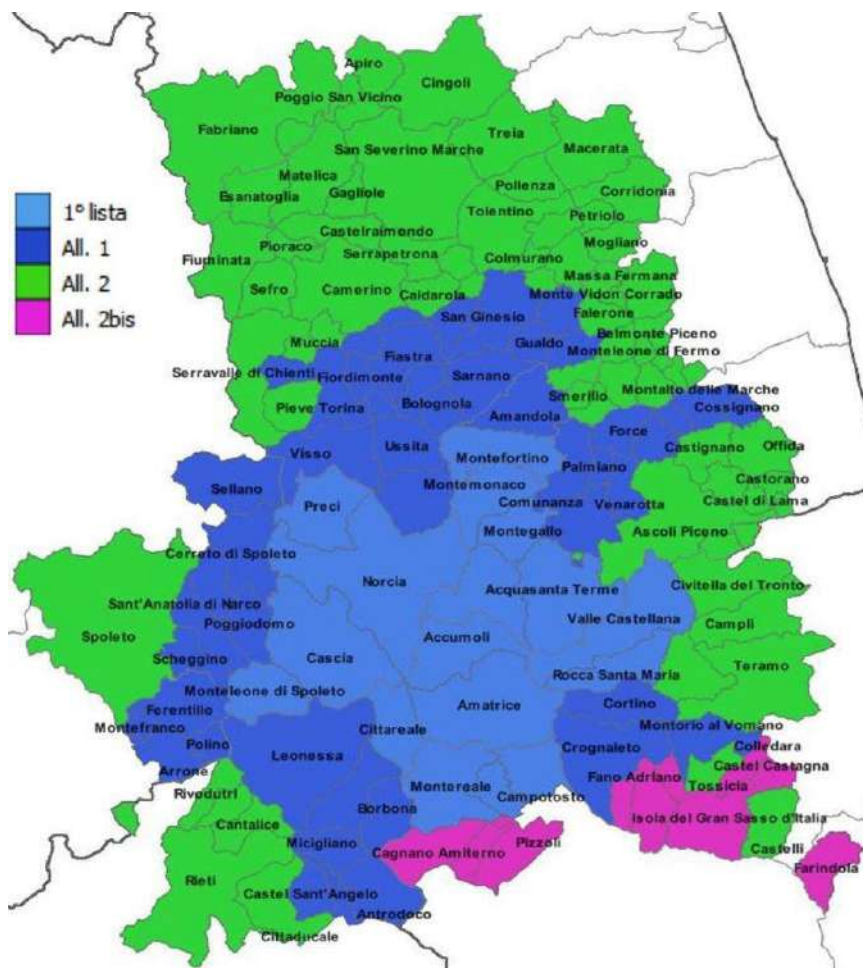 Apiro
Cingoli
Poggio San Vicino
Fabriano
Treia
San Severino Marche
Macerata
Matelica
Pollenza
Esanatoglia
Gagliole
Corridonia
1° lista
All. 1
All. 2
All. 2bis
Tolentino
Petriolo
Castelraimondo
Mogliano
Pioraco
Serrapetrona
Colmurano
Fiuminata
Massa Fermana
Sefro
Camerino
Caldarola
Monte Vidon Corrado
San Ginesio
Falerone
Belmonte Piceno
Muccia
Gualdo
Monteleone di Fermo
Fiastra
Serravalle di Chienti
Fiordimonte
Sarnano
Montalto delle Marche
Smerillo
Pieve Torina
Bolognola
Cossignano
Amandola
Force
Visso
Ussita
Castignano
Offida
Montefortino
Palmiano
Sellano
Montemonaco
Castorano
Preci
Comunanza
Venarotta
Castel di Lama
Montegallo
Ascoli Piceno
Cerreto di Spoleto
Norcia
Acquasanta Terme
Civitella del Tronto
Sant'Anatolia di Narco
Valle Castellana
Poggiodomo
Campli
Spoleto
Accumoli
Scheggino
Cascia
Teramo
Rocca Santa Maria
Monteleone di Spoleto
Ferentillo
Amatrice
Cortino
Montefranco
Cittareale
Montorio al Vomano
Polino
Leonessa
Crognaleto
Colledara
Arrone
Castel Castagna
Fano Adriano
Tossicia
Rivodutri
Montereale
Campotosto
Borbona
Isola del Gran Sasso d'Italia
Cantalice
Micigliano
Pizzoli
Cagnano Amiterno
Castelli
Farindola
Rieti
Castel Sant'Angelo
Antrodoco
Cittaducale